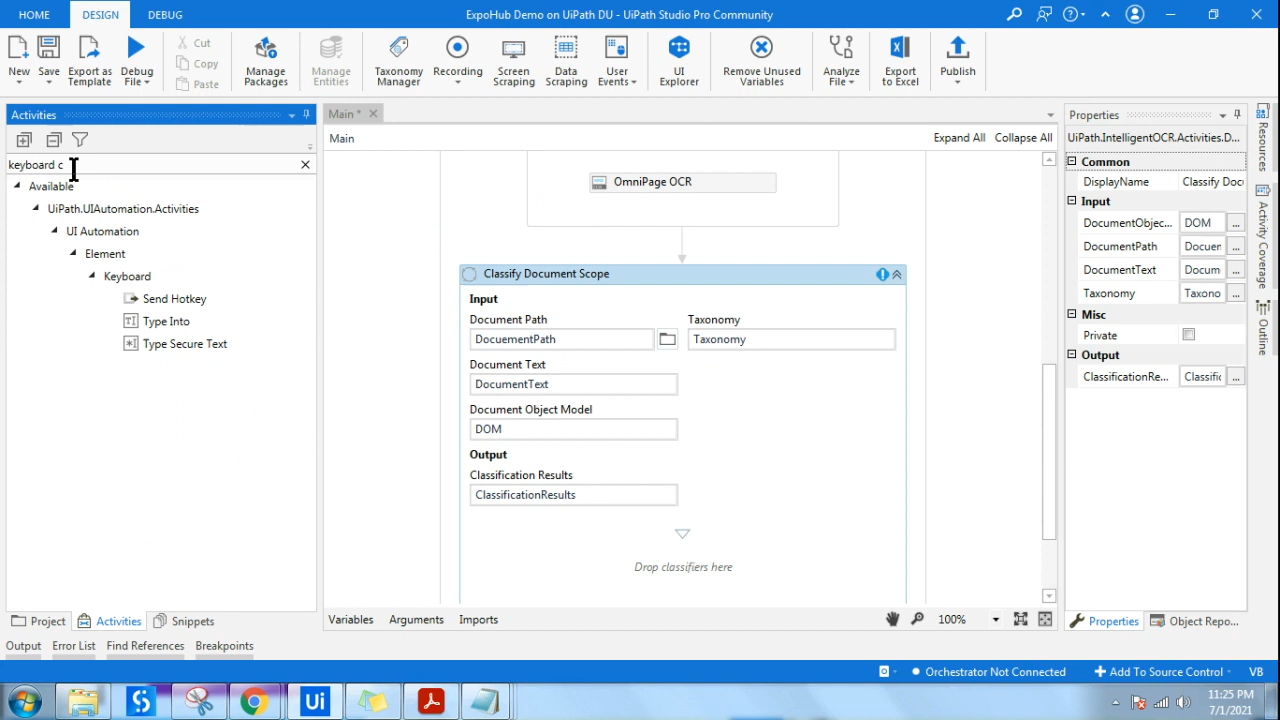 HOME DESIGN DEBUG ExpoHub Demo on UiPath DU - UiPath Studio Pro Community
New
Save
Export as Template
Debug File
Cut
Copy
Paste
Manage Packages
Manage Entities
Taxonomy Manager
Recording
Screen Scraping
Data Scraping
User Events
UI Explorer
Remove Unused Variables
Analyze File
Export to Excel
Publish
Activities
keyboard c
Available
UiPath.UIAutomation.Activities
UI Automation
Element
Keyboard
Send Hotkey
Type Into
Type Secure Text
Project Activities Snippets
Main *
Main Expand All Collapse All
OmniPage OCR
Classify Document Scope
Input
Document Path Taxonomy
DocuementPath Taxonomy
Document Text
DocumentText
Document Object Model
DOM
Output
Classification Results
ClassificationResults
Drop classifiers here
Variables Arguments Imports 100%
Properties
UiPath.IntelligentOCR.Activities.D...
Common
DisplayName Classify Docu
Input
DocumentObjec... DOM ...
DocumentPath Docuer ...
DocumentText Docum ...
Taxonomy Taxono ...
Misc
Private
Output
ClassificationRe... Classific ...
Properties Object Repo...
Resources
Activity Coverage
Outline
Output Error List Find References Breakpoints
Orchestrator Not Connected Add To Source Control VB
Ui
11:25 PM
7/1/2021